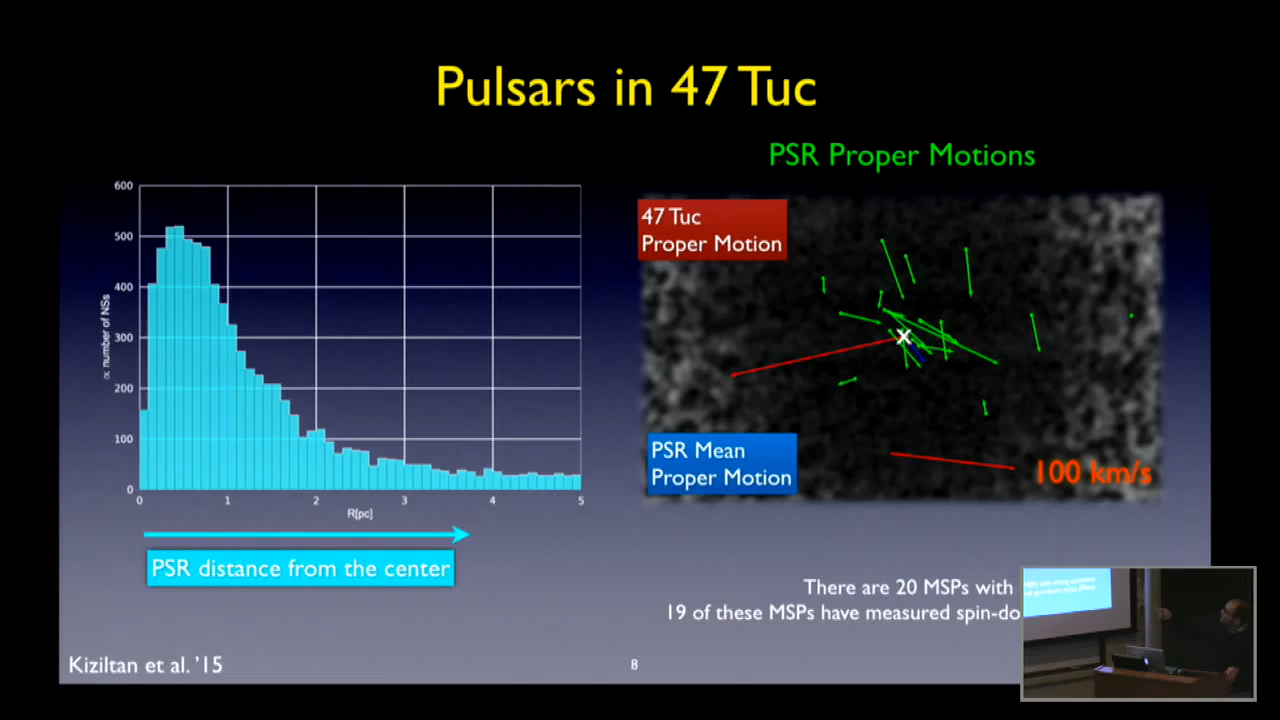 Pulsars in 47 Tuc
PSR Proper Motions
600
500
400
300
200
100
0
∝ number of NSs
0 1 2 3 4 5
R[pc]
PSR distance from the center
47 Tuc
Proper Motion
PSR Mean
Proper Motion
100 km/s
There are 20 MSPs with
19 of these MSPs have measured spin-do
Kiziltan et al. '15
8